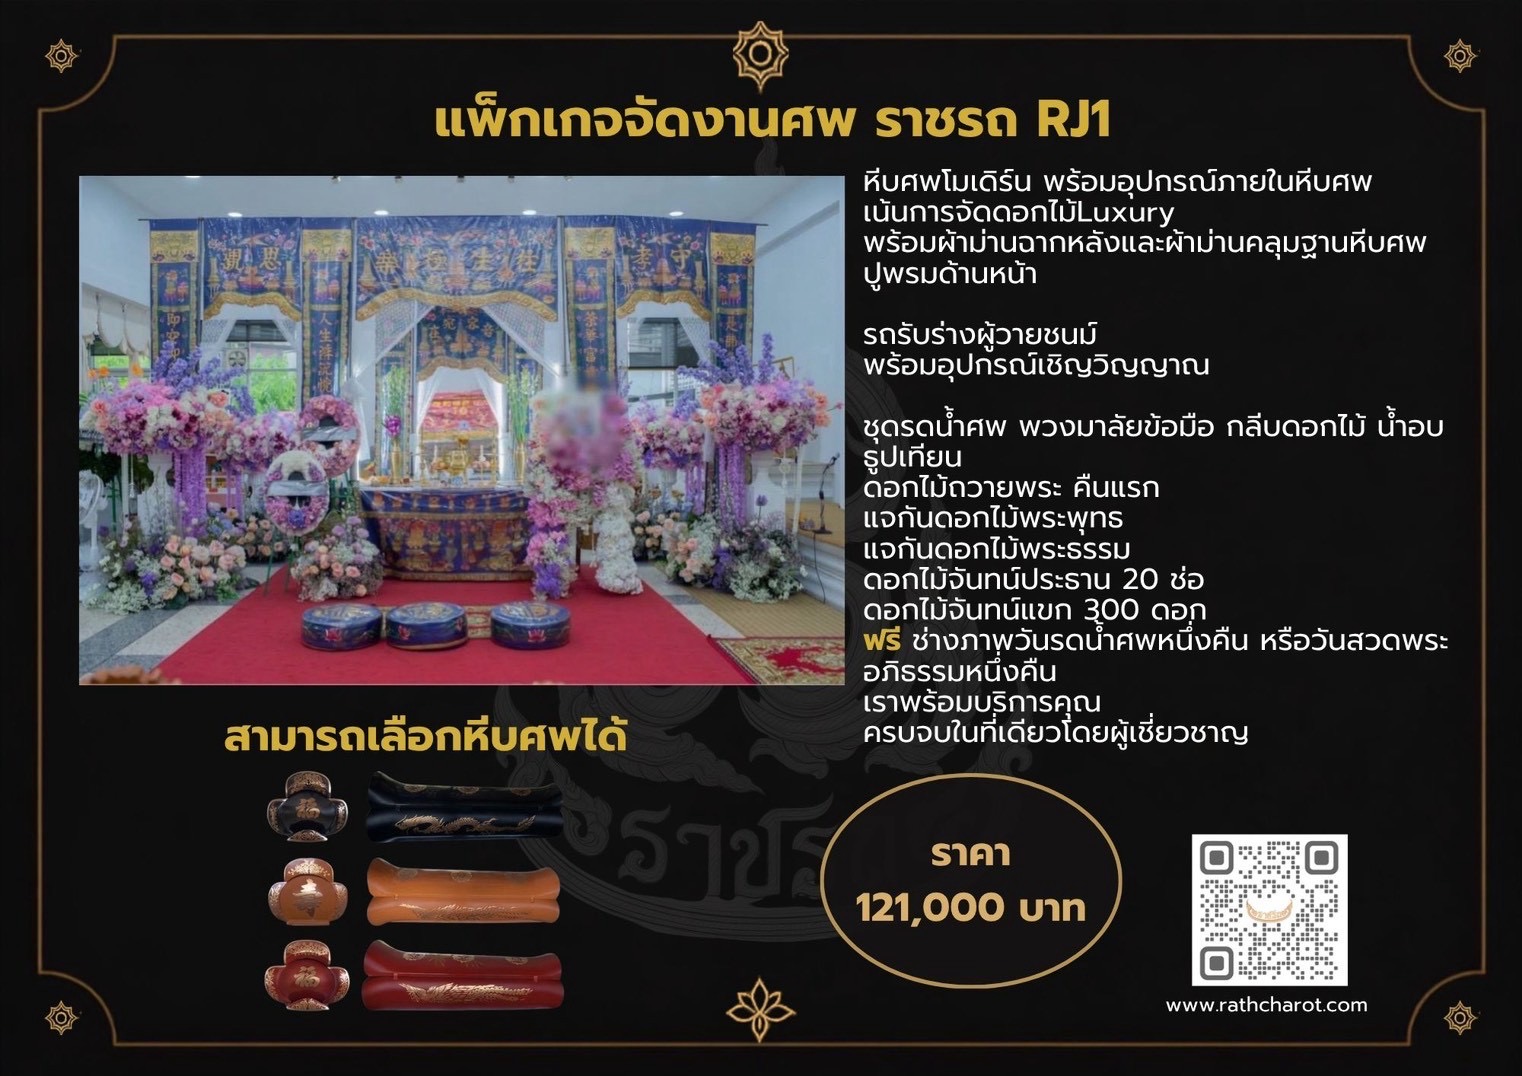 แพ็กเกจจัดงานศพ ราชรถ RJ1
หีบศพโมเดิร์น พร้อมอุปกรณ์ภายในหีบศพ
เน้นการจัดดอกไม้Luxury
พร้อมผ้าม่านฉากหลังและผ้าม่านคลุมฐานหีบศพ
ปูพรมด้านหน้า
รถรับร่างผู้วายชนม์
พร้อมอุปกรณ์เชิญวิญญาณ
ชุดรดน้ำศพ พวงมาลัยข้อมือ กลีบดอกไม้ น้ำอบ
ธูปเทียน
ดอกไม้ถวายพระ คืนแรก
แจกันดอกไม้พระพุทธ
แจกันดอกไม้พระธรรม
ดอกไม้จันทน์ประธาน 20 ช่อ
ดอกไม้จันทน์แขก 300 ดอก
ฟรี ช่างภาพวันรดน้ำศพหนึ่งคืน หรือวันสวดพระ
อภิธรรมหนึ่งคืน
เราพร้อมบริการคุณ
ครบจบในที่เดียวโดยผู้เชี่ยวชาญ
สามารถเลือกหีบศพได้
ราคา
121,000 บาท
www.rathcharot.com